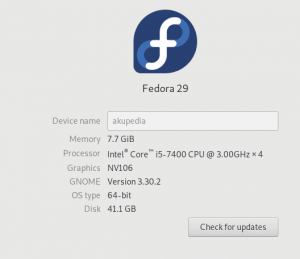 Fedora 29
Device name akupedia
Memory 7.7 GiB
Processor Intel® Core™ i5-7400 CPU @ 3.00GHz × 4
Graphics NV106
GNOME Version 3.30.2
OS type 64-bit
Disk 41.1 GB
Check for updates